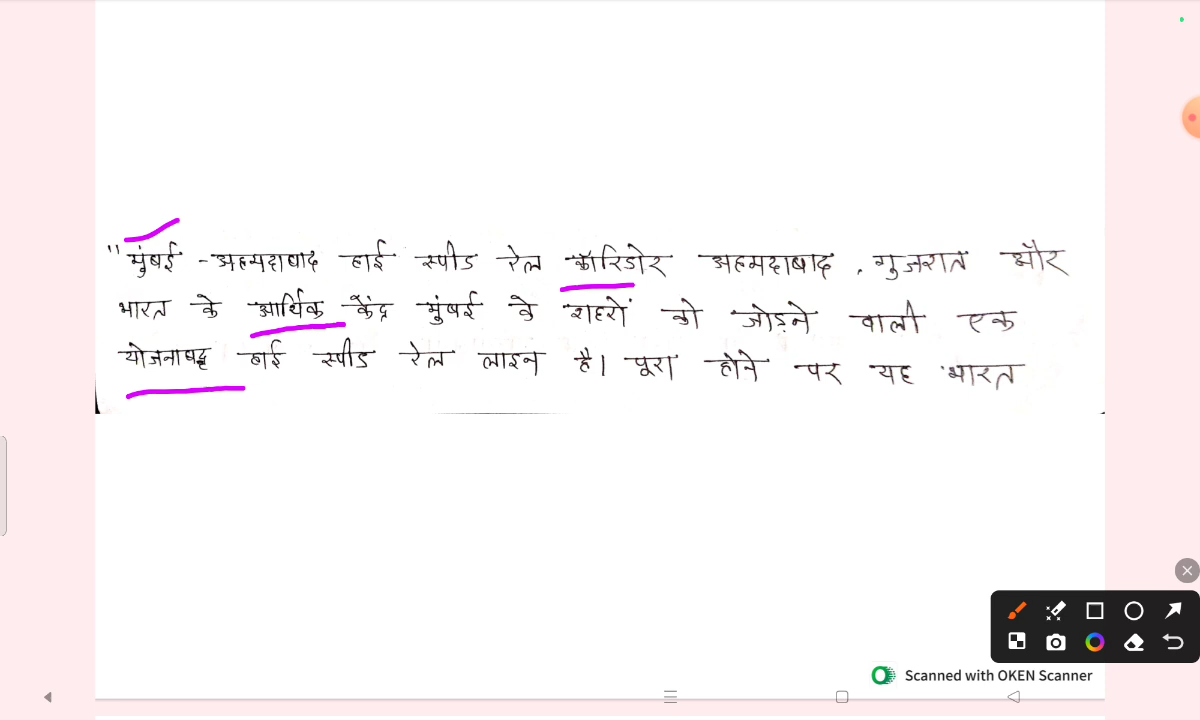 "मुंबई -अहमदाबाद हाई स्पीड रेल कॉरिडोर अहमदाबाद , गुजरात और
भारत के आर्थिक केंद्र मुंबई के शहरों को जोड़ने वाली एक
योजनाबद्ध हाई स्पीड रेल लाइन है। पूरा होने पर यह भारत
Scanned with OKEN Scanner